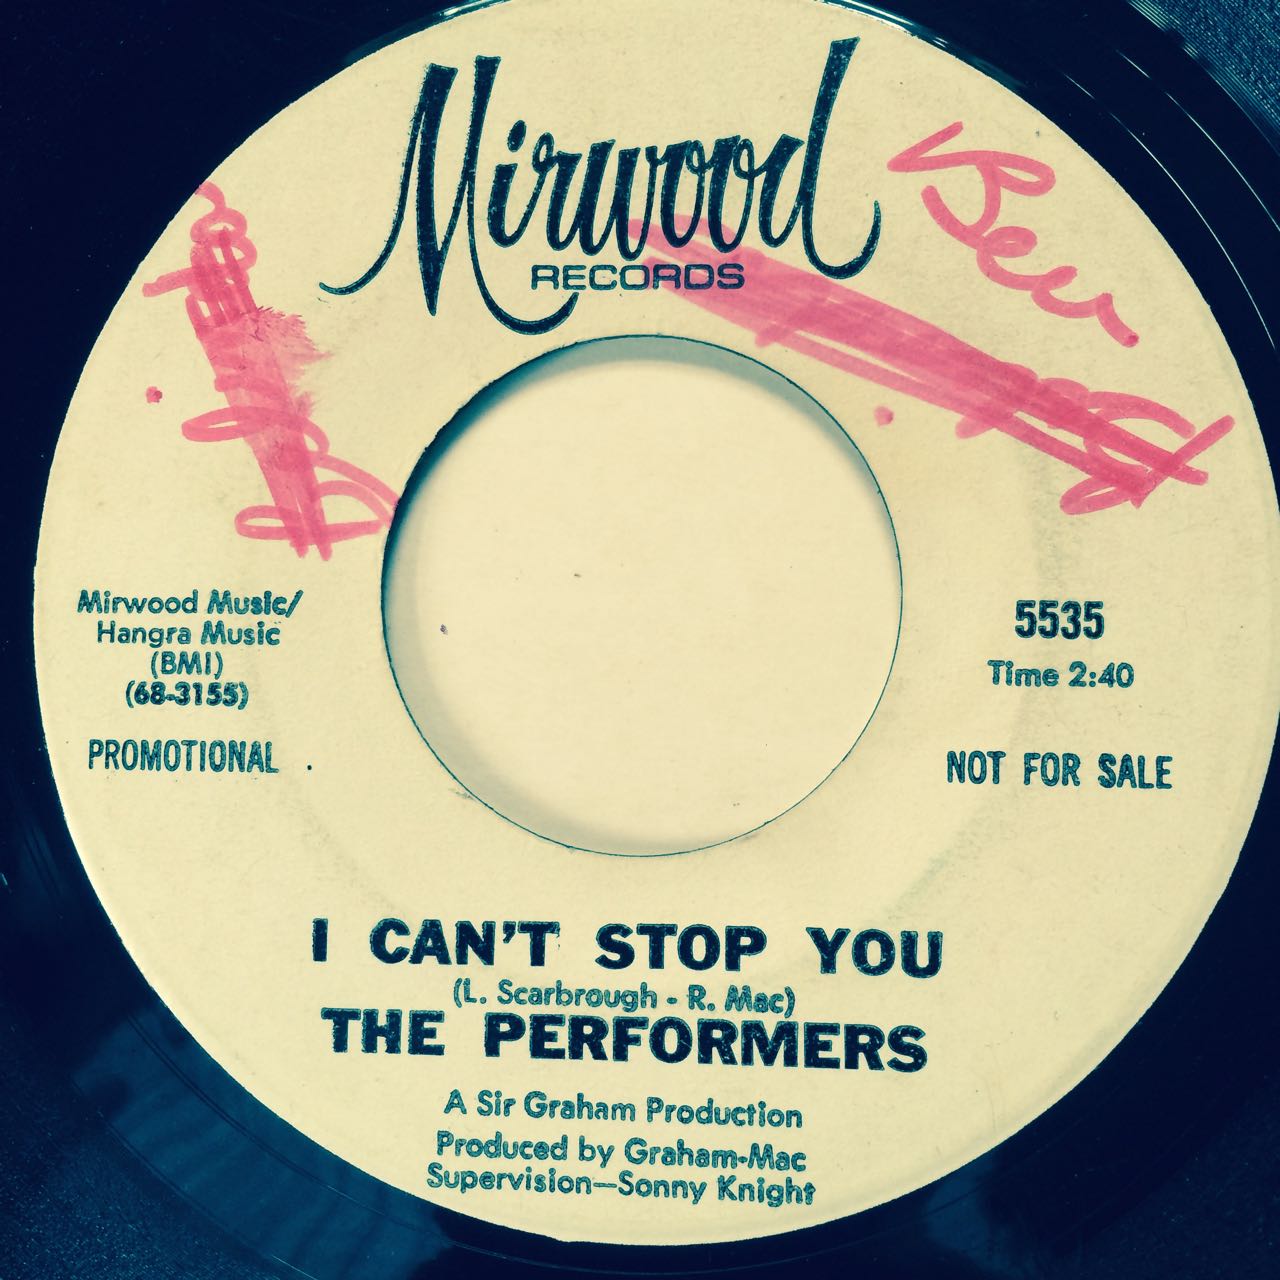 Mirwood
RECORDS
Bev
Mirwood Music/
Hangra Music
(BMI)
(68-3155)
PROMOTIONAL .
5535
Time 2:40
NOT FOR SALE
I CAN'T STOP YOU
(L. Scarbrough - R. Mac)
THE PERFORMERS
A Sir Graham Production
Produced by Graham-Mac
Supervision—Sonny Knight